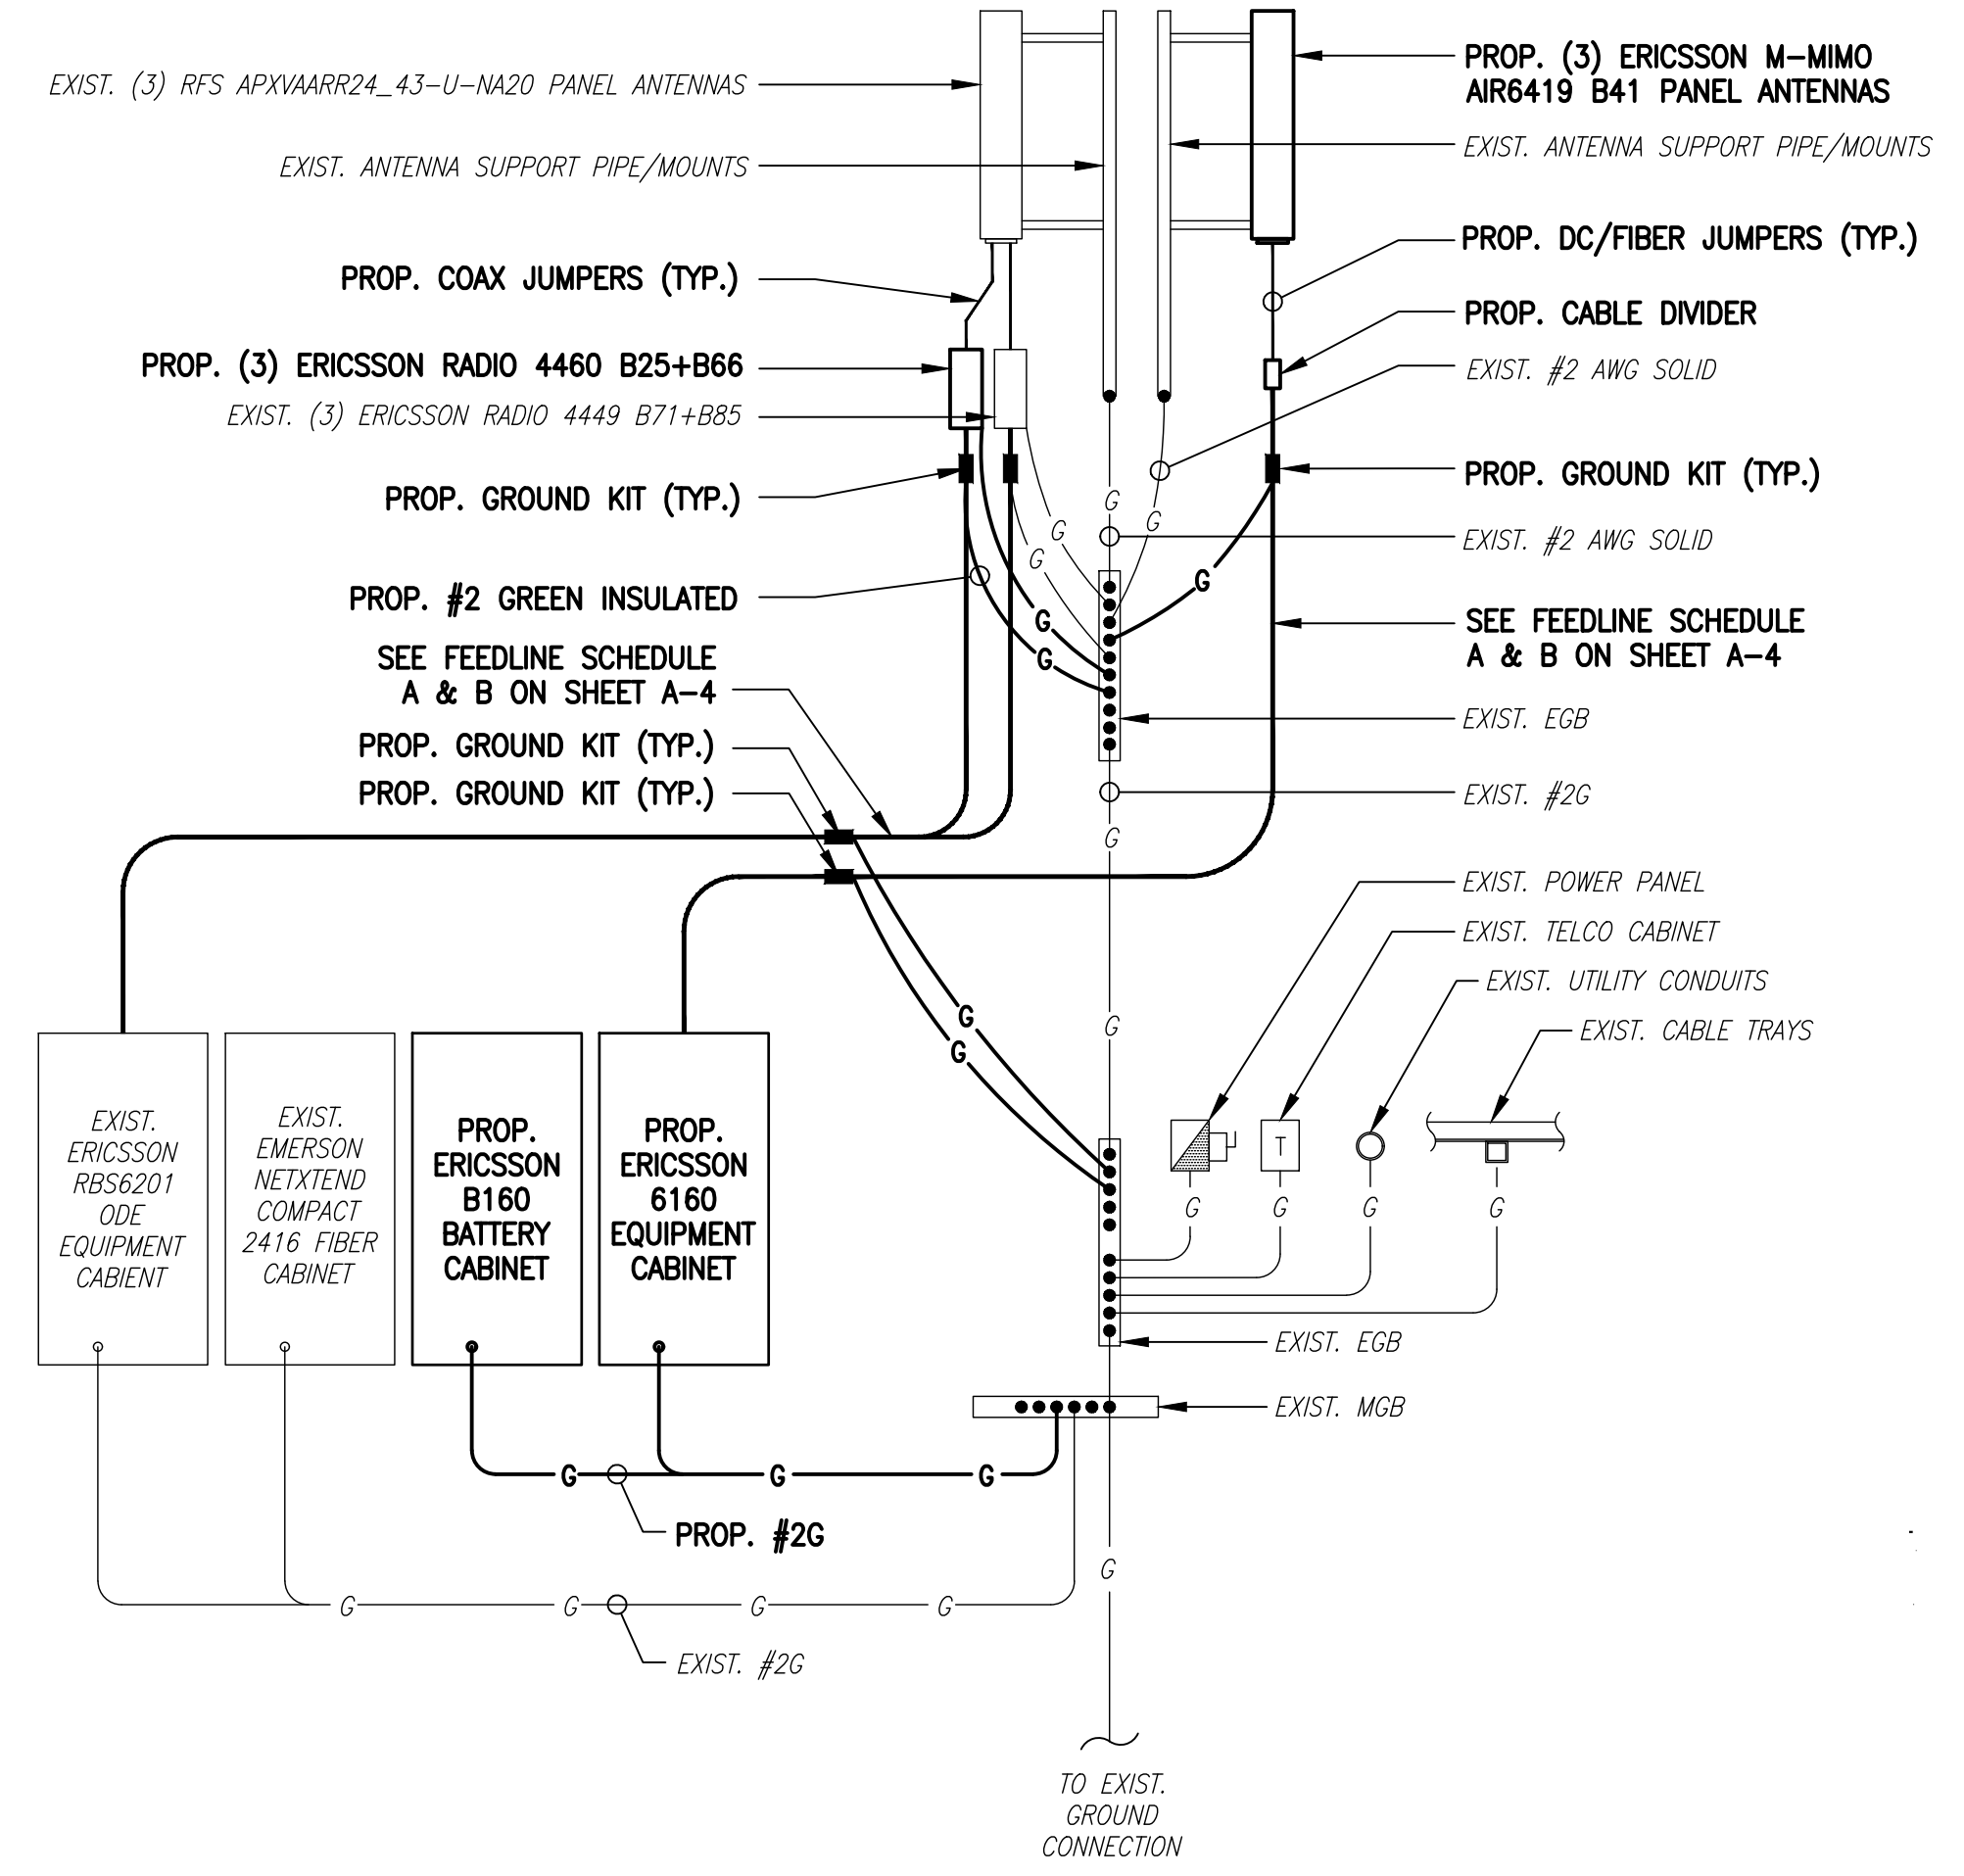 EXIST. (3) RFS APXVAARR24_43-U-NA20 PANEL ANTENNAS
EXIST. ANTENNA SUPPORT PIPE/MOUNTS
PROP. COAX JUMPERS (TYP.)
PROP. (3) ERICSSON RADIO 4460 B25+B66
EXIST. (3) ERICSSON RADIO 4449 B71+B85
PROP. GROUND KIT (TYP.)
PROP. #2 GREEN INSULATED
SEE FEEDLINE SCHEDULE
A & B ON SHEET A-4
PROP. GROUND KIT (TYP.)
PROP. GROUND KIT (TYP.)
PROP. (3) ERICSSON M-MIMO
AIR6419 B41 PANEL ANTENNAS
EXIST. ANTENNA SUPPORT PIPE/MOUNTS
PROP. DC/FIBER JUMPERS (TYP.)
PROP. CABLE DIVIDER
EXIST. #2 AWG SOLID
PROP. GROUND KIT (TYP.)
EXIST. #2 AWG SOLID
SEE FEEDLINE SCHEDULE
A & B ON SHEET A-4
EXIST. EGB
EXIST. #2G
EXIST. POWER PANEL
EXIST. TELCO CABINET
EXIST. UTILITY CONDUITS
EXIST. CABLE TRAYS
G
G
G
G
G
G
G
G
G
G
G
T
G
G
G
G
EXIST.
ERICSSON
RBS6201
ODE
EQUIPMENT
CABIENT
EXIST.
EMERSON
NETXTEND
COMPACT
2416 FIBER
CABINET
PROP.
ERICSSON
B160
BATTERY
CABINET
PROP.
ERICSSON
6160
EQUIPMENT
CABINET
EXIST. EGB
EXIST. MGB
G
G
G
PROP. #2G
G
G
G
G
G
EXIST. #2G
TO EXIST.
GROUND
CONNECTION